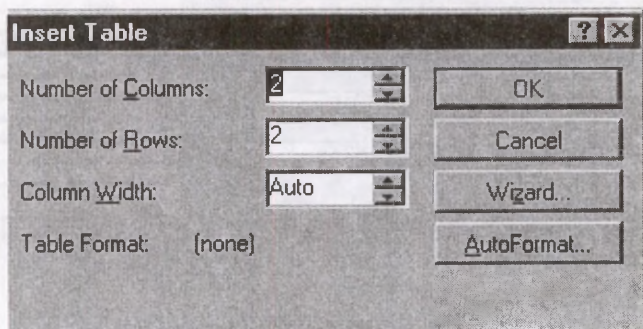 Insert Table ? X
Number of Columns: 2 OK
Number of Rows: 2 Cancel
Column Width: Auto Wizard...
Table Format: (none) AutoFormat...